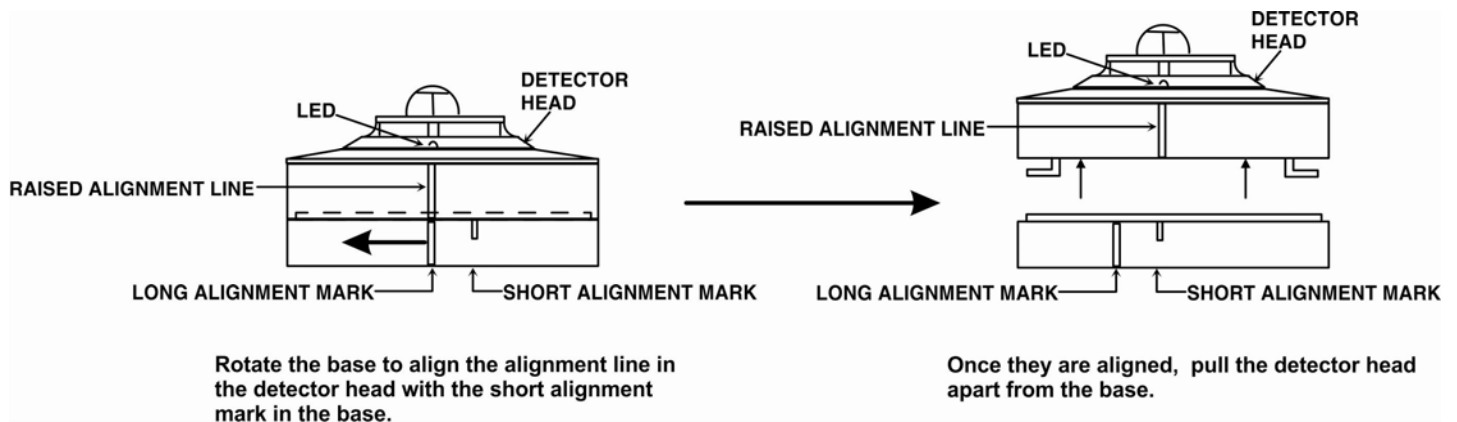 DETECTOR
HEAD
LED
RAISED ALIGNMENT LINE
LONG ALIGNMENT MARK
SHORT ALIGNMENT MARK
Rotate the base to align the alignment line in
the detector head with the short alignment
mark in the base.
DETECTOR
HEAD
LED
RAISED ALIGNMENT LINE
LONG ALIGNMENT MARK
SHORT ALIGNMENT MARK
Once they are aligned, pull the detector head
apart from the base.